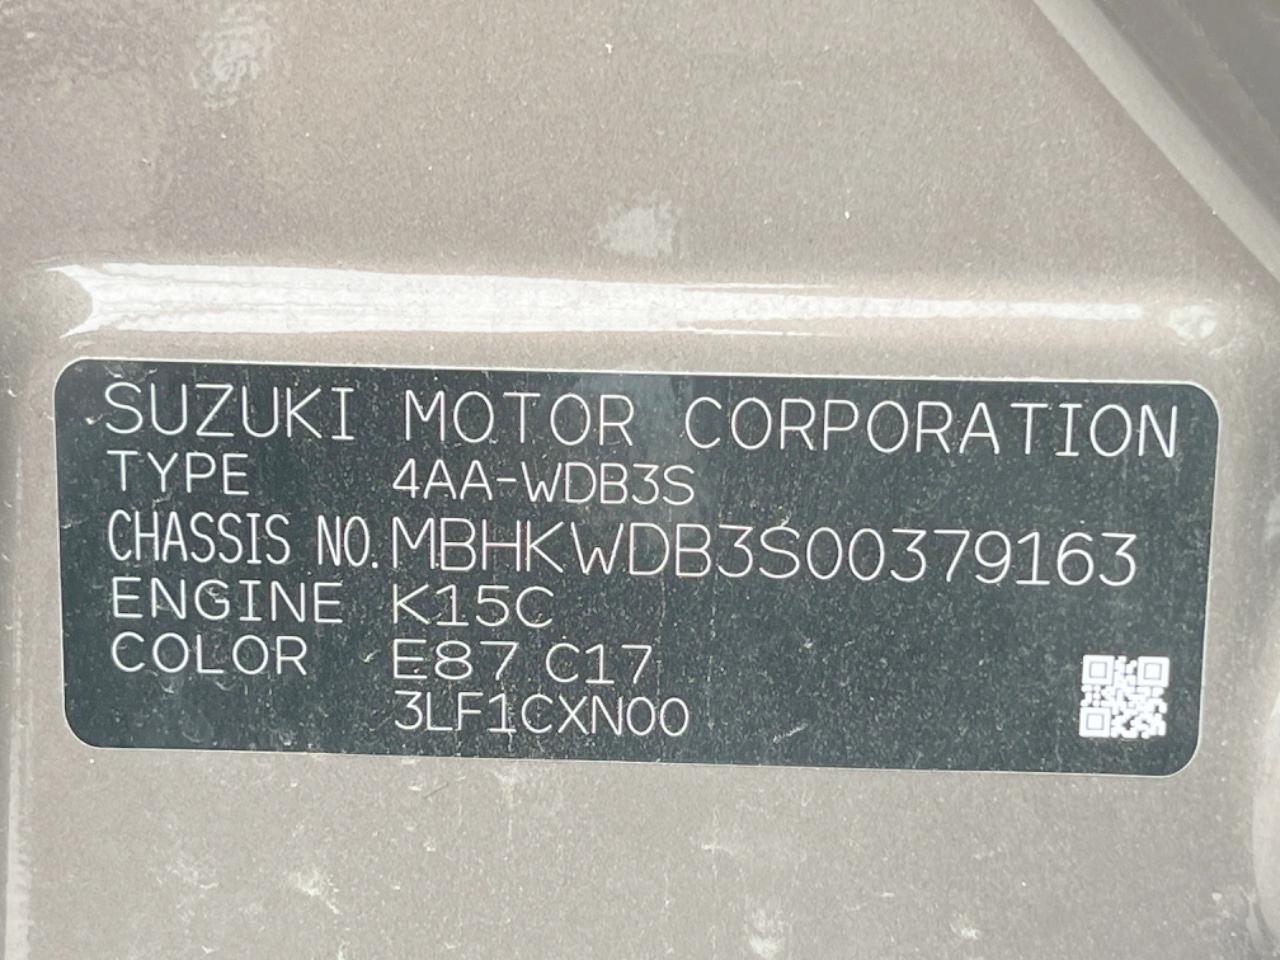 SUZUKI MOTOR CORPORATION
TYPE 4AA-WDB3S
CHASSIS NO. MBHKWDB3S00379163
ENGINE K15C
COLOR E87 C17
3LF1CXN00